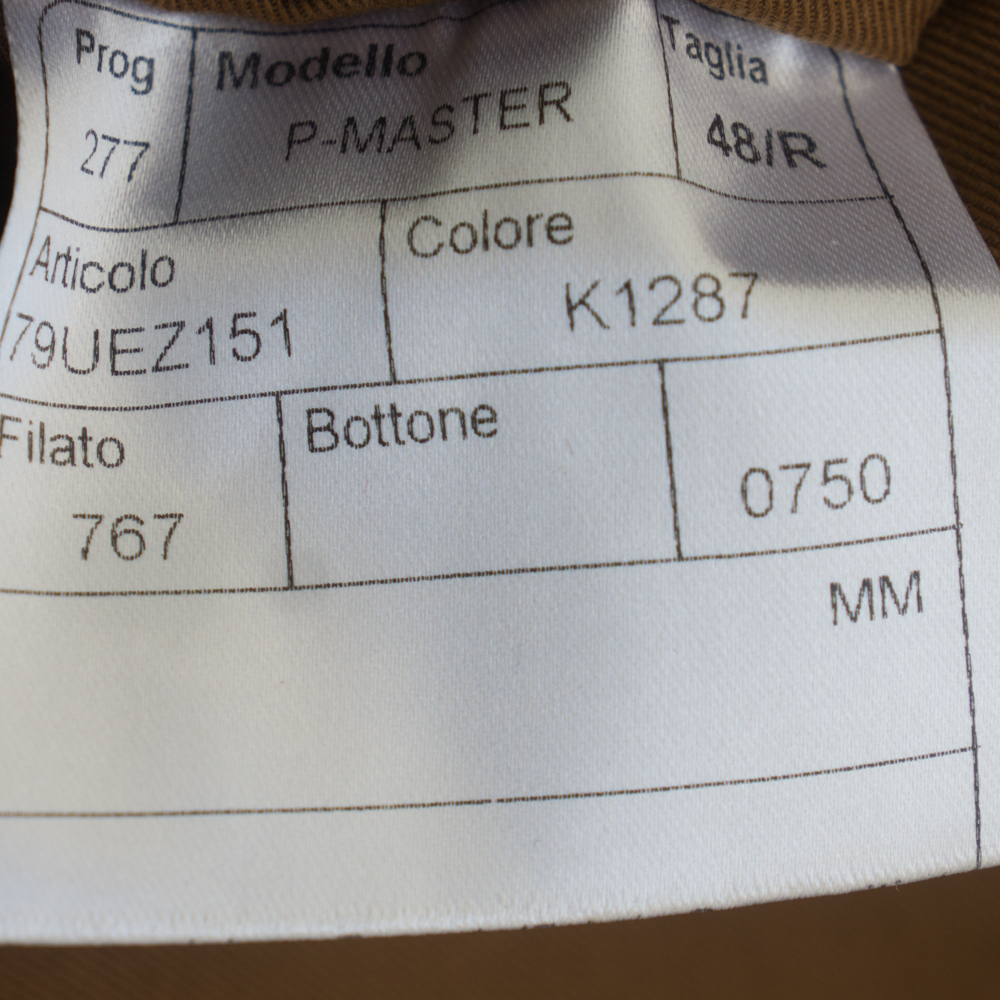 Prog Modello Taglia
277 P-MASTER 48/R
Articolo Colore
79UEZ151 K1287
Filato Bottone
767 0750
MM